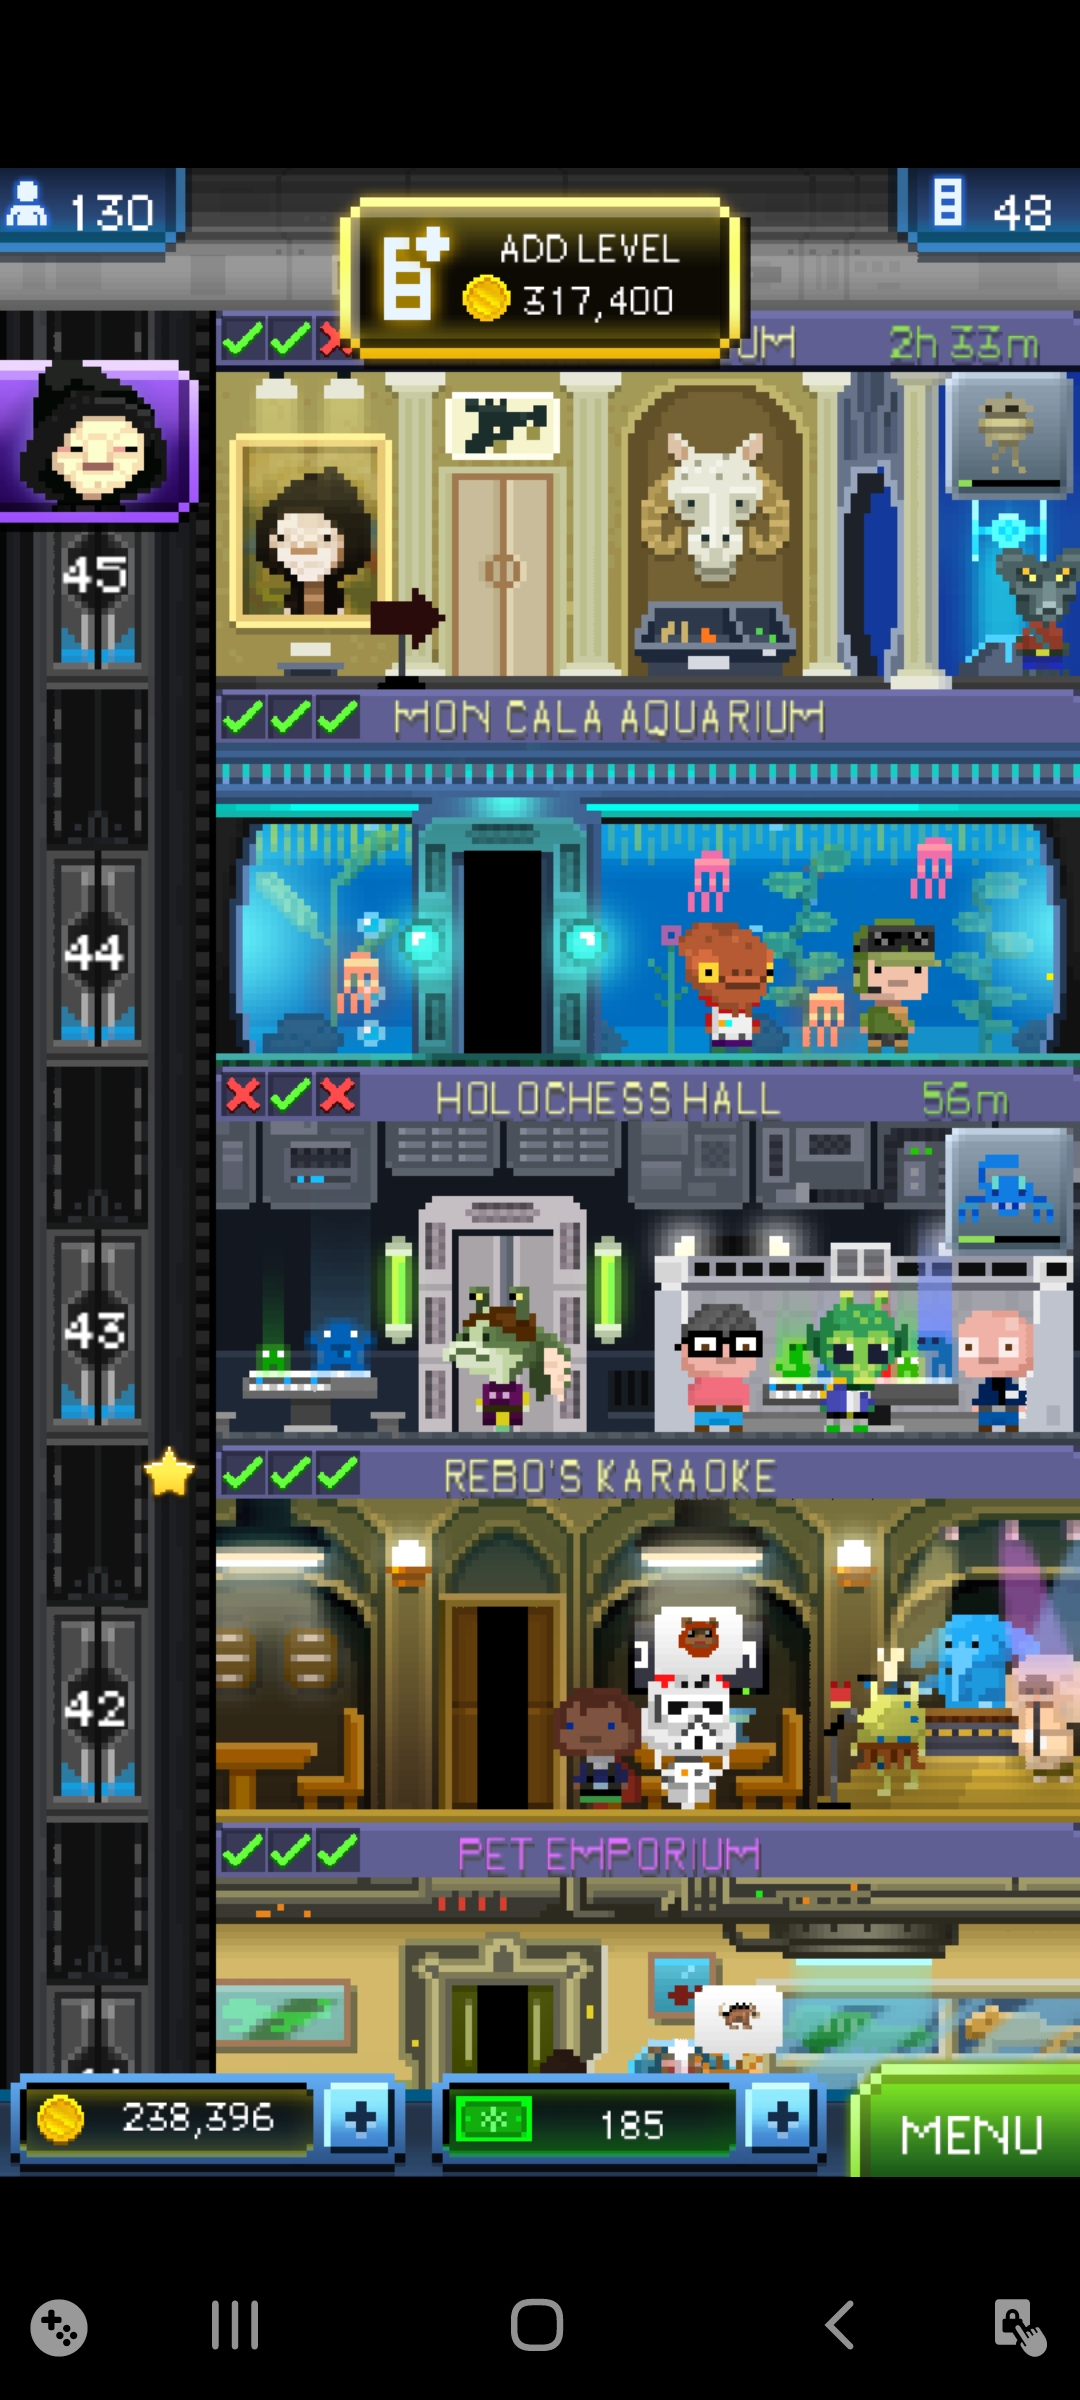 130
48
ADD LEVEL
317,400
UM
2h 33m
45
MON CALA AQUARIUM
44
HOLOCHESS HALL
56m
43
REBO'S KARAOKE
42
PET EMPORIUM
238,396
185
MENU